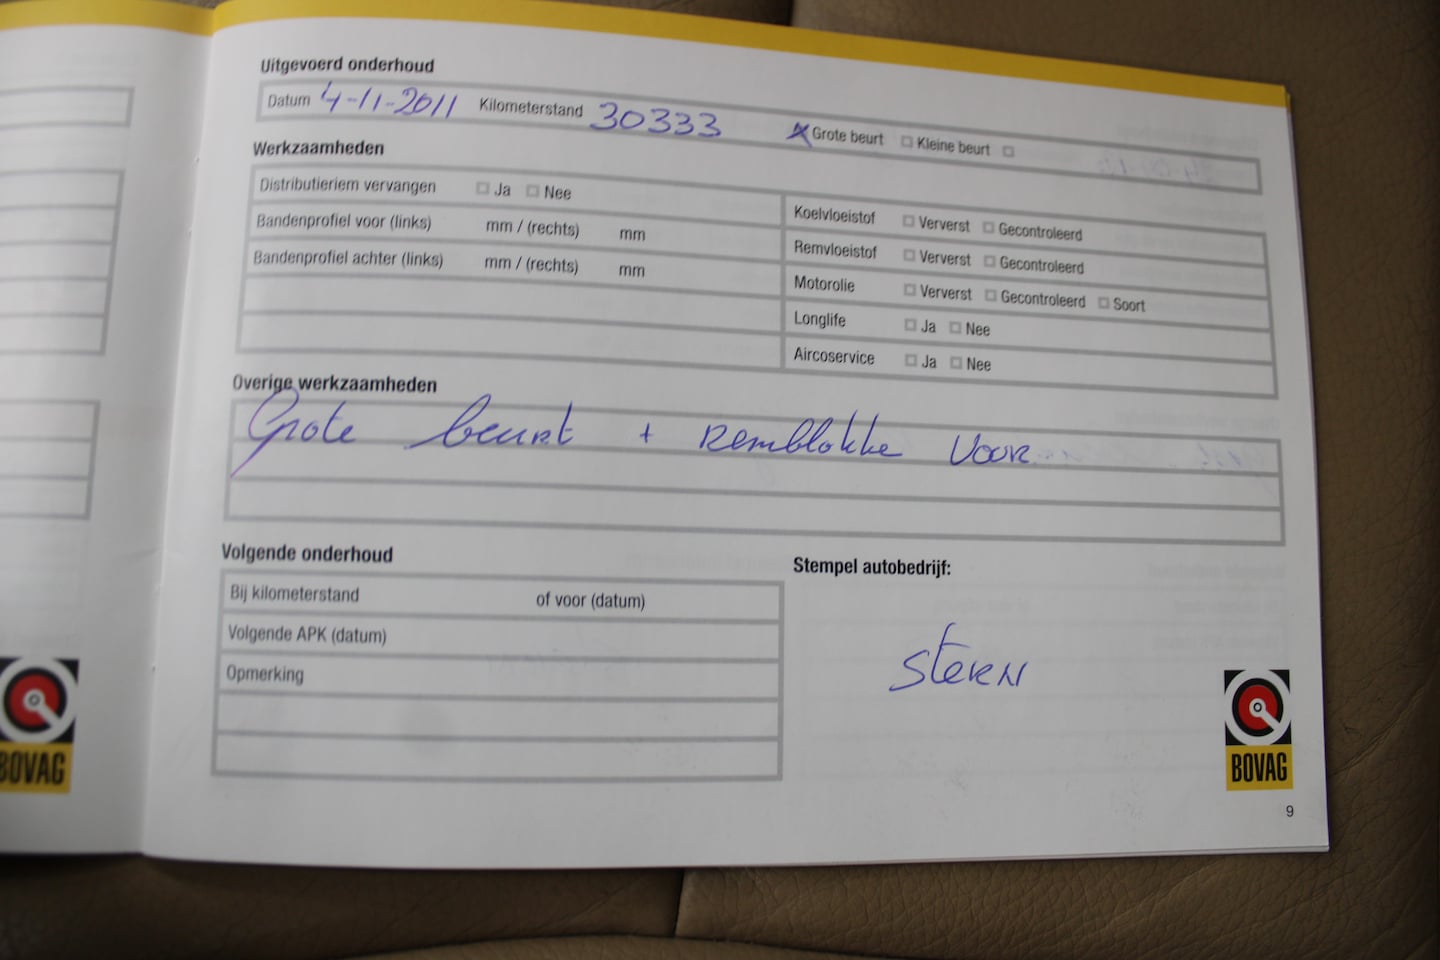 Uitgevoerd onderhoud
Datum 4-11-2011 Kilometerstand 30333 Grote beurt Kleine beurt
Werkzaamheden
Distributieriem vervangen Ja Nee
Bandenprofiel voor (links) mm / (rechts) mm
Bandenprofiel achter (links) mm / (rechts) mm
Koelvloeistof Ververst Gecontroleerd
Remvloeistof Ververst Gecontroleerd
Motorolie Ververst Gecontroleerd Soort
Longlife Ja Nee
Aircoservice Ja Nee
Overige werkzaamheden
Grote beurt + Remblokke voor
Volgende onderhoud
Bij kilometerstand of voor (datum)
Volgende APK (datum)
Opmerking
Stempel autobedrijf:
Stern
BOVAG
9
BOVAG